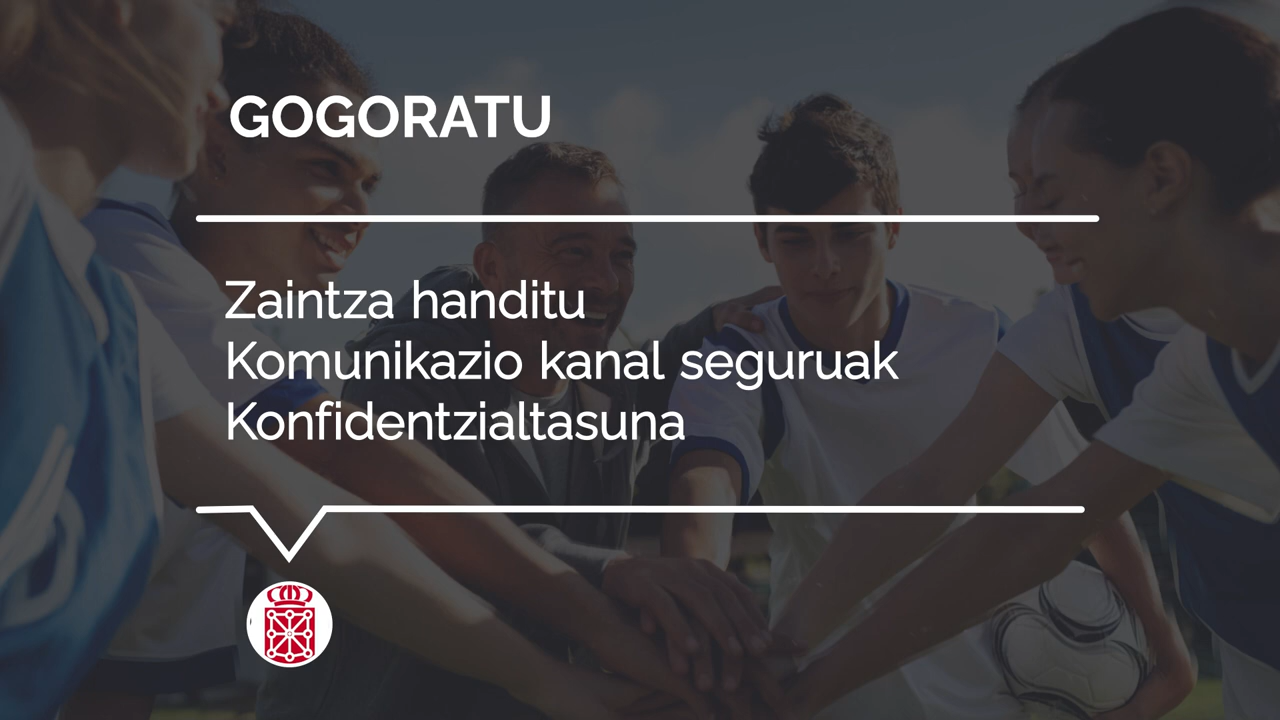 GOGORATU
Zaintza handitu
Komunikazio kanal seguruak
Konfidentzialtasuna